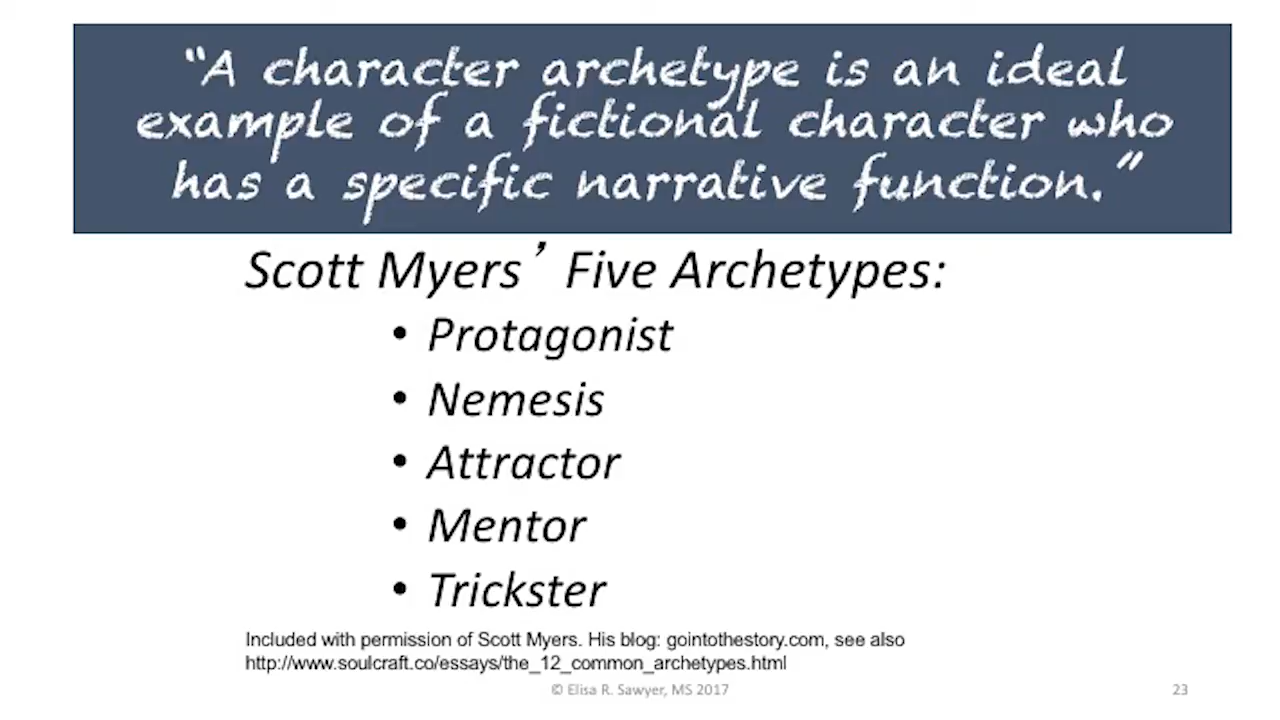 “A character archetype is an ideal
example of a fictional character who
has a specific narrative function.”
Scott Myers’ Five Archetypes:
• Protagonist
• Nemesis
• Attractor
• Mentor
• Trickster
Included with permission of Scott Myers. His blog: gointothestory.com, see also
http://www.soulcraft.co/essays/the_12_common_archetypes.html
© Elisa R. Sawyer, MS 2017
23